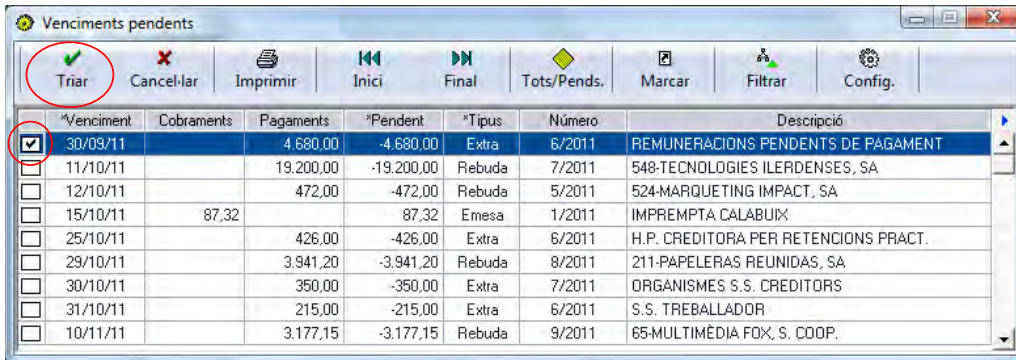 Venciments pendents
Triar Cancel·lar Imprimir Inici Final Tots/Pends. Marcar Filtrar Config.
*Venciment Cobraments Pagaments *Pendent *Tipus Número Descripció
30/09/11 4.680,00 -4.680,00 Extra 6/2011 REMUNERACIONS PENDENTS DE PAGAMENT
11/10/11 19.200,00 -19.200,00 Rebuda 7/2011 548-TECNOLOGIES ILERDENSES, SA
12/10/11 472,00 -472,00 Rebuda 5/2011 524-MARQUETING IMPACT, SA
15/10/11 87,32 87,32 Emesa 1/2011 IMPREMPTA CALABUIX
25/10/11 426,00 -426,00 Extra 6/2011 H.P. CREDITORA PER RETENCIONS PRACT.
29/10/11 3.941,20 -3.941,20 Rebuda 8/2011 211-PAPELERAS REUNIDAS, SA
30/10/11 350,00 -350,00 Extra 7/2011 ORGANISMES S.S. CREDITORS
31/10/11 215,00 -215,00 Extra 6/2011 S.S. TREBALLADOR
10/11/11 3.177,15 -3.177,15 Rebuda 9/2011 65-MULTIMÈDIA FOX, S. COOP.